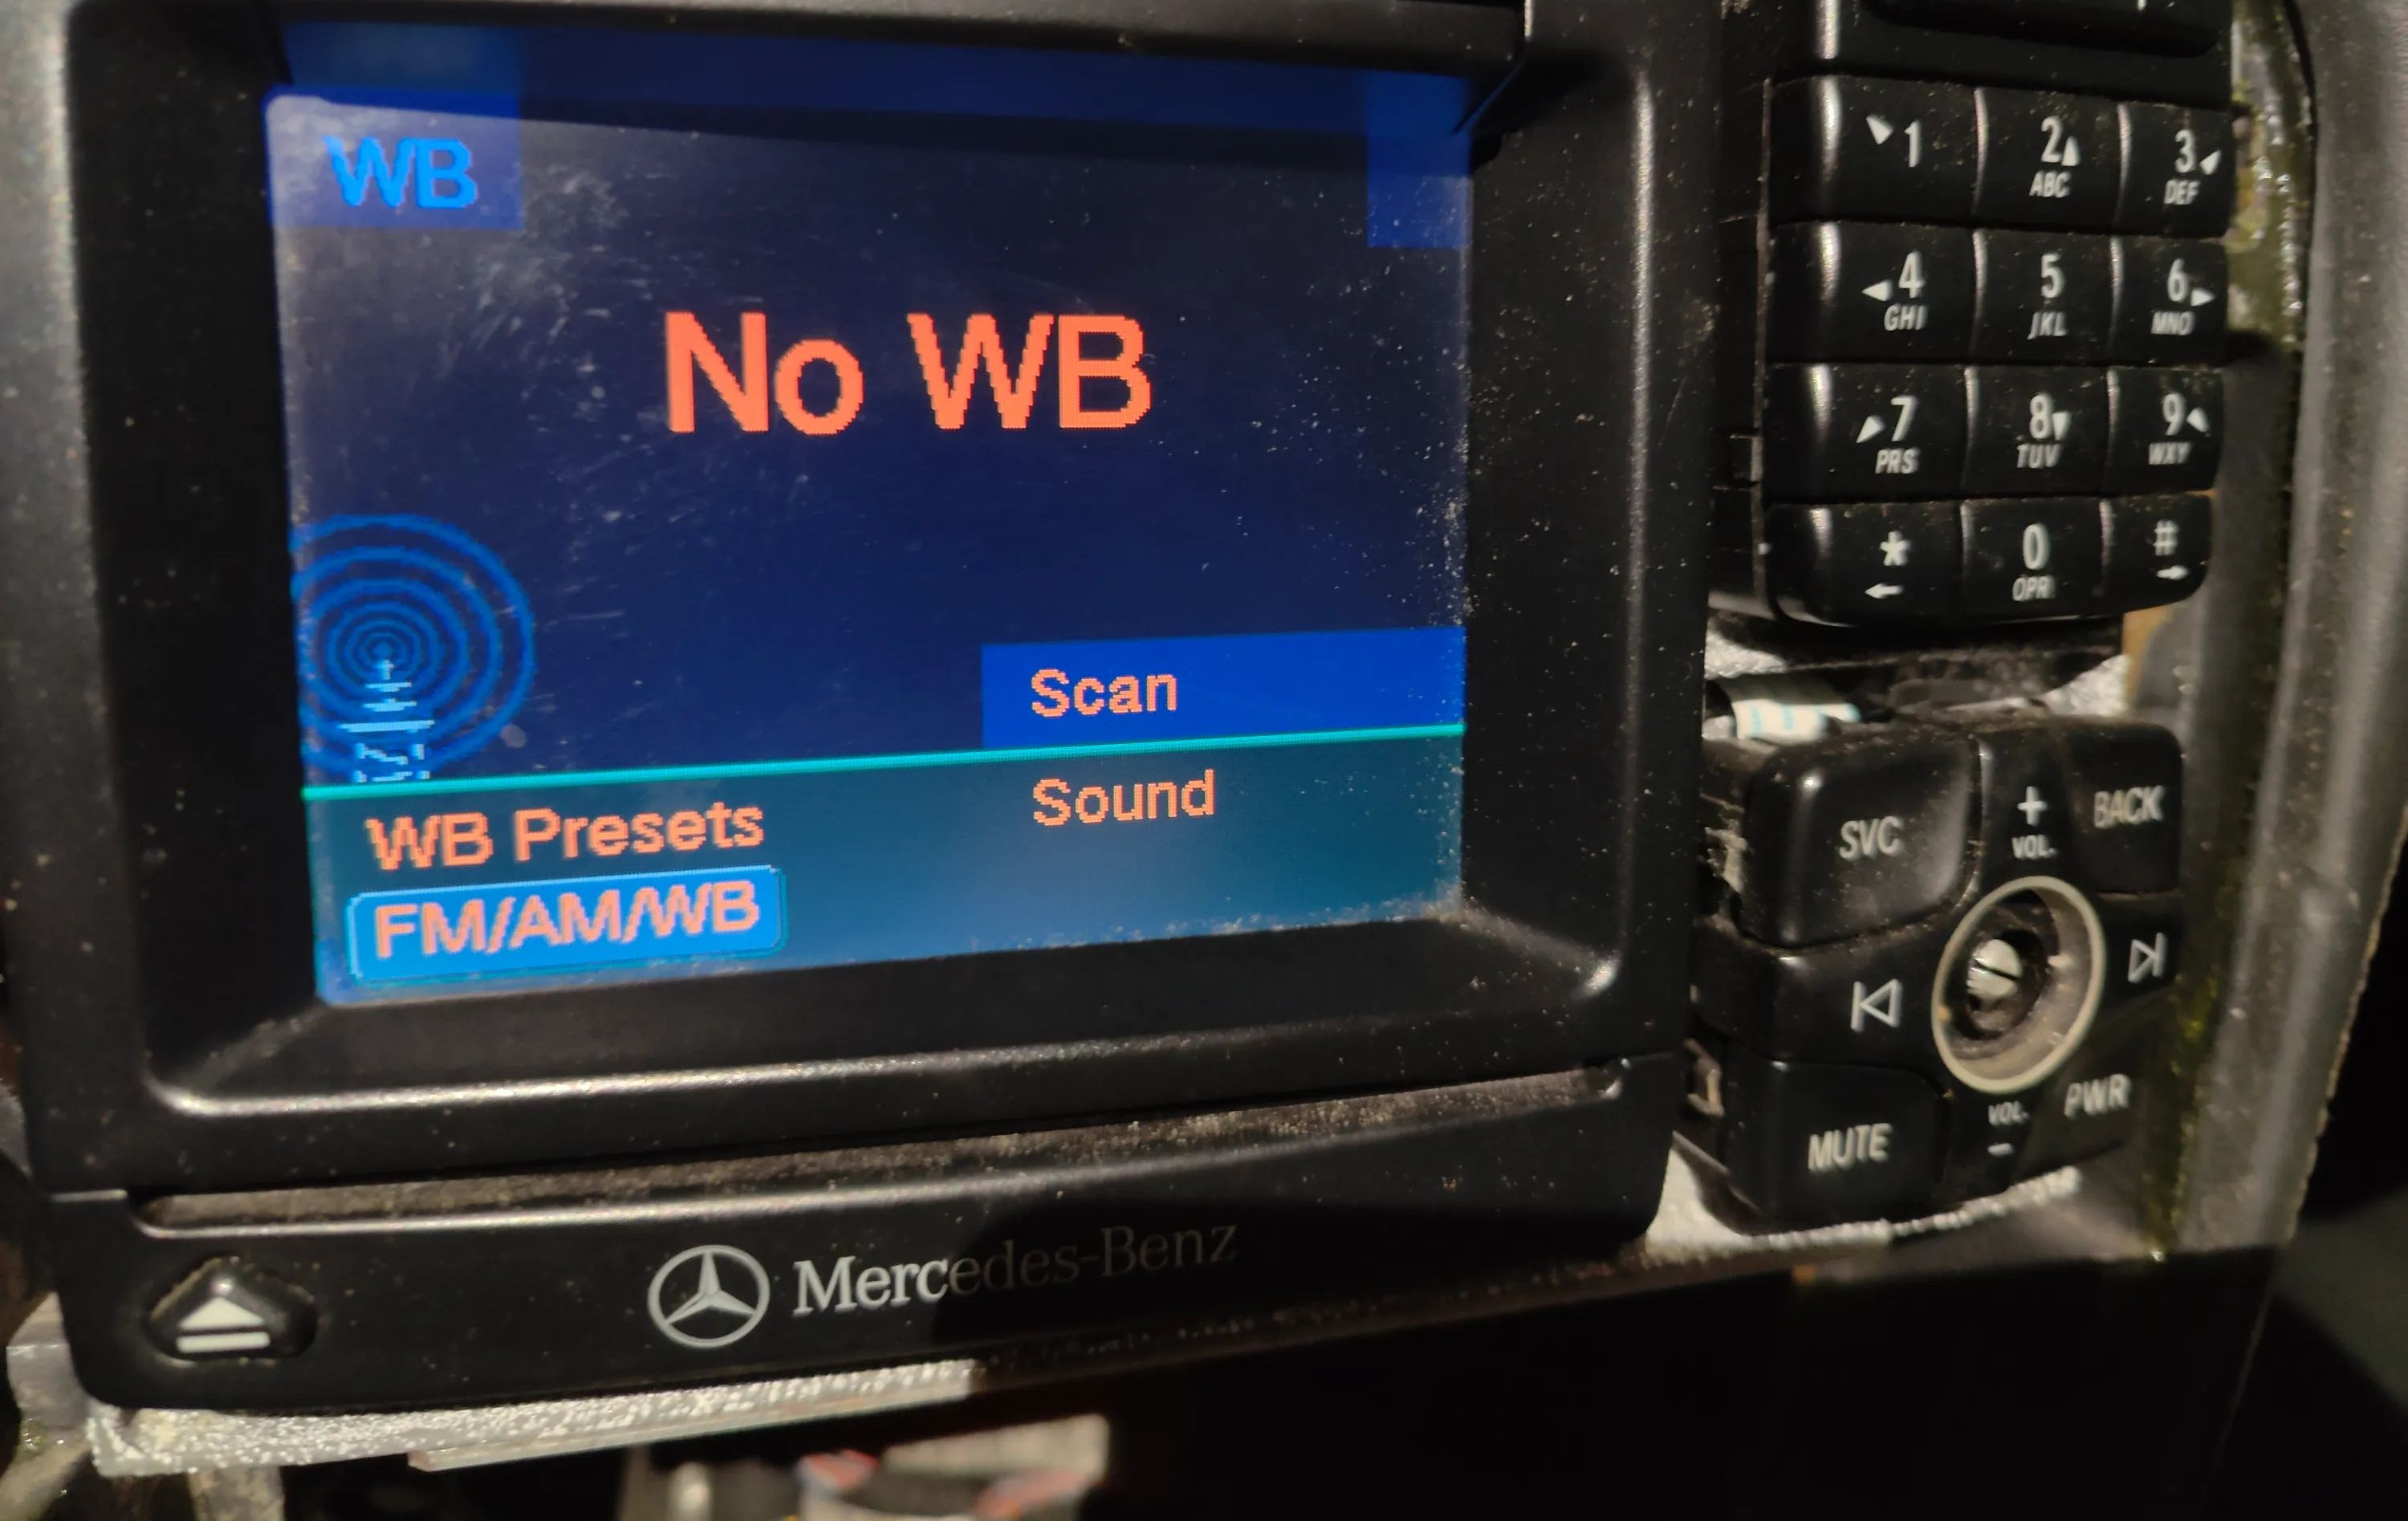 WB
No WB
Scan
WB Presets
Sound
FM/AM/WB
Mercedes-Benz
1
2
ABC
3
DEF
4
GHI
5
JKL
6
MNO
7
PRS
8
TUV
9
WXY
*
0
OPR
#
SVC
+
VOL.
BACK
MUTE
VOL.
−
PWR